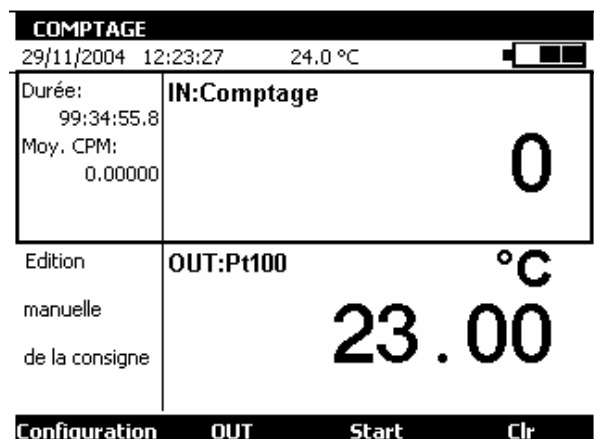 COMPTAGE
29/11/2004 12:23:27 24.0 °C
Durée:
99:34:55.8
Moy. CPM:
0.00000
IN:Comptage
0
Edition
manuelle
de la consigne
OUT:Pt100
°C
23.00
Configuration OUT Start Clr